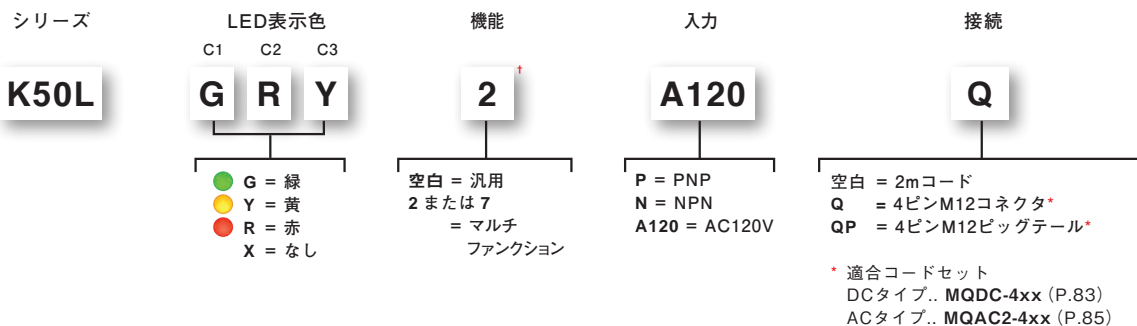 シリーズ
LED表示色
機能
入力
接続
C1 C2 C3
K50L
G R Y
2†
A120
Q
G = 緑
Y = 黄
R = 赤
X = なし
空白 = 汎用
2 または 7
= マルチ
ファンクション
P = PNP
N = NPN
A120 = AC120V
空白 = 2mコード
Q = 4ピンM12コネクタ*
QP = 4ピンM12ピッグテール*
* 適合コードセット
DCタイプ.. MQDC-4xx (P.83)
ACタイプ.. MQAC2-4xx (P.85)